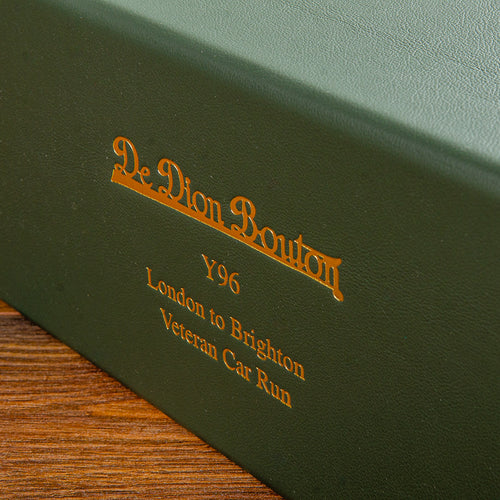 De Dion Bouton
Y96
London to Brighton
Veteran Car Run